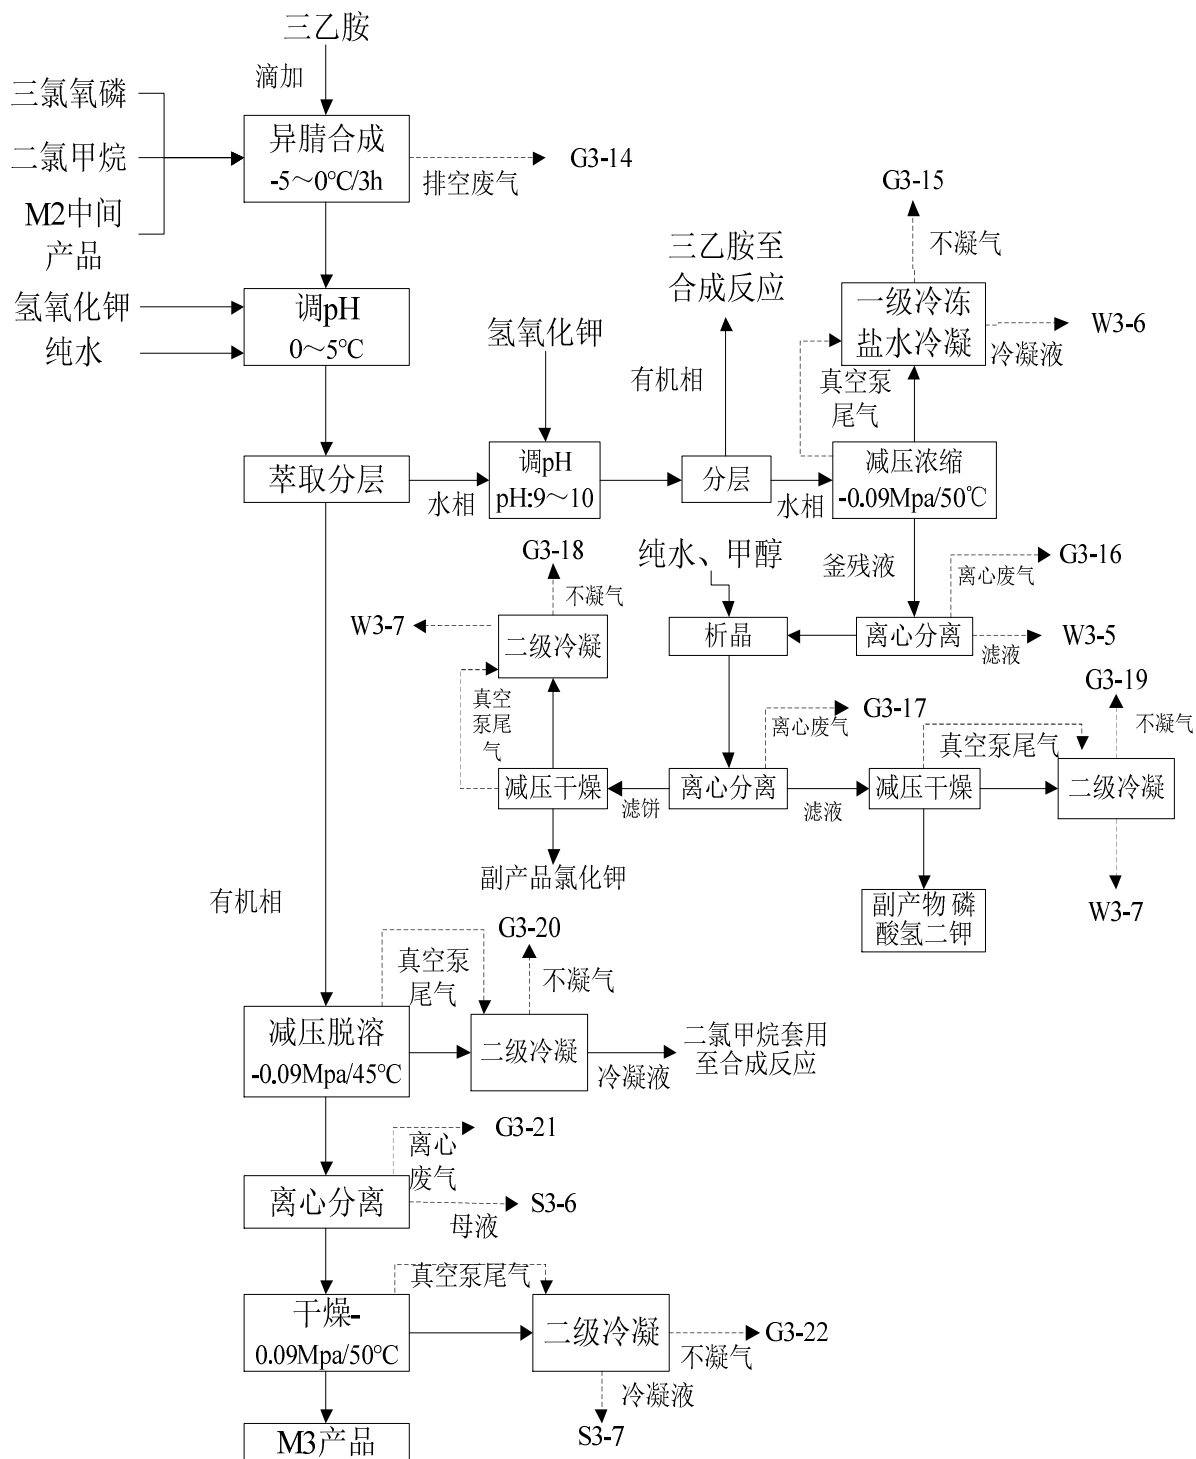 三乙胺
滴加
三氯氧磷
二氯甲烷
M2中间
产品
异腈合成
-5～0℃/3h
排空废气
G3-14
氢氧化钾
纯水
调pH
0～5℃
三乙胺至
合成反应
有机相
氢氧化钾
G3-15
不凝气
一级冷冻
盐水冷凝
冷凝液
W3-6
真空泵
尾气
萃取分层
水相
调pH
pH:9～10
分层
水相
减压浓缩
-0.09Mpa/50℃
釜残液
离心废气
G3-16
离心分离
滤液
W3-5
纯水、甲醇
析晶
G3-18
不凝气
W3-7
二级冷凝
真空
泵尾
气
减压干燥
滤饼
离心分离
离心废气
G3-17
滤液
减压干燥
真空泵尾气
G3-19
不凝气
二级冷凝
W3-7
副产品氯化钾
副产物磷
酸氢二钾
有机相
减压脱溶
-0.09Mpa/45℃
真空泵
尾气
G3-20
不凝气
二级冷凝
冷凝液
二氯甲烷套用
至合成反应
离心
废气
G3-21
离心分离
母液
S3-6
真空泵尾气
干燥-
0.09Mpa/50℃
二级冷凝
不凝气
G3-22
冷凝液
S3-7
M3产品